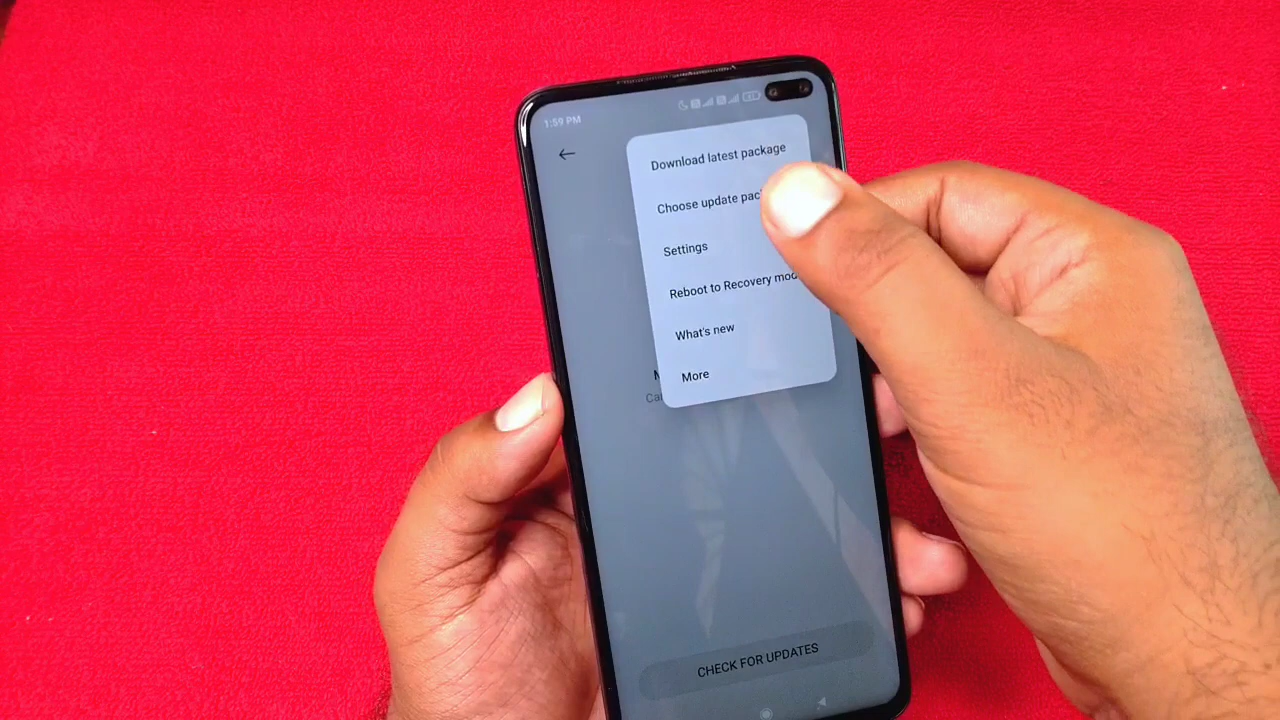 1:59 PM
Download latest package
Choose update pac
Settings
Reboot to Recovery mod
What's new
More
Ca
CHECK FOR UPDATES